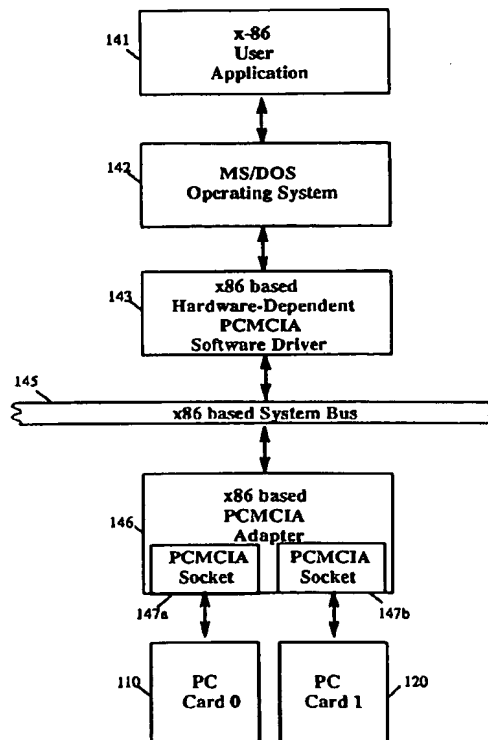 141
x-86
User
Application
142
MS/DOS
Operating System
143
x86 based
Hardware-Dependent
PCMCIA
Software Driver
145
x86 based System Bus
146
x86 based
PCMCIA
Adapter
PCMCIA
Socket
PCMCIA
Socket
147a
147b
110
PC
Card 0
PC
Card 1
120